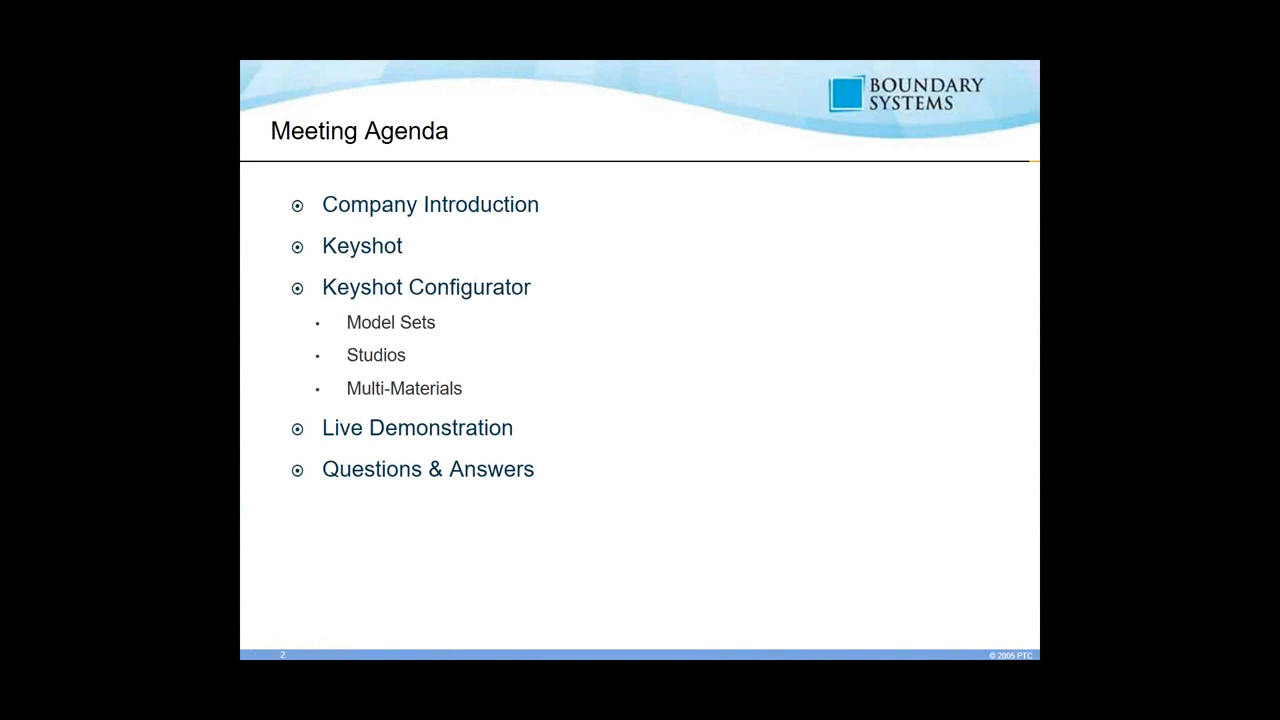 BOUNDARY
SYSTEMS
Meeting Agenda
Company Introduction
Keyshot
Keyshot Configurator
Model Sets
Studios
Multi-Materials
Live Demonstration
Questions & Answers
2
© 2005 PTC